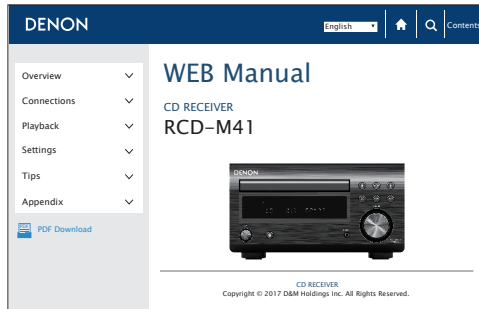 DENON
English
Contents
Overview
Connections
Playback
Settings
Tips
Appendix
PDF Download
WEB Manual
CD RECEIVER
RCD-M41
DENON
CD RECEIVER
Copyright © 2017 D&M Holdings Inc. All Rights Reserved.